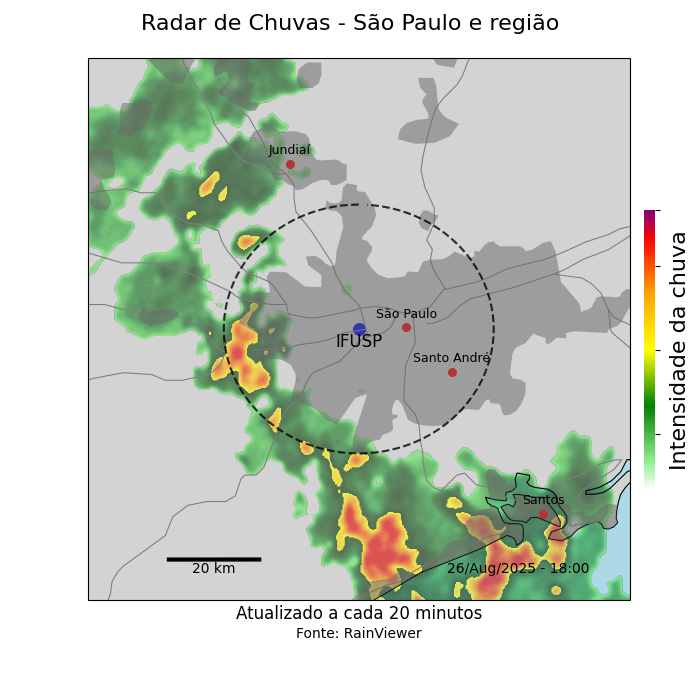 Radar de Chuvas - São Paulo e região
Jundiaí
São Paulo
IFUSP
Santo André
Santos
20 km
26/Aug/2025 - 18:00
Intensidade da chuva
Atualizado a cada 20 minutos
Fonte: RainViewer